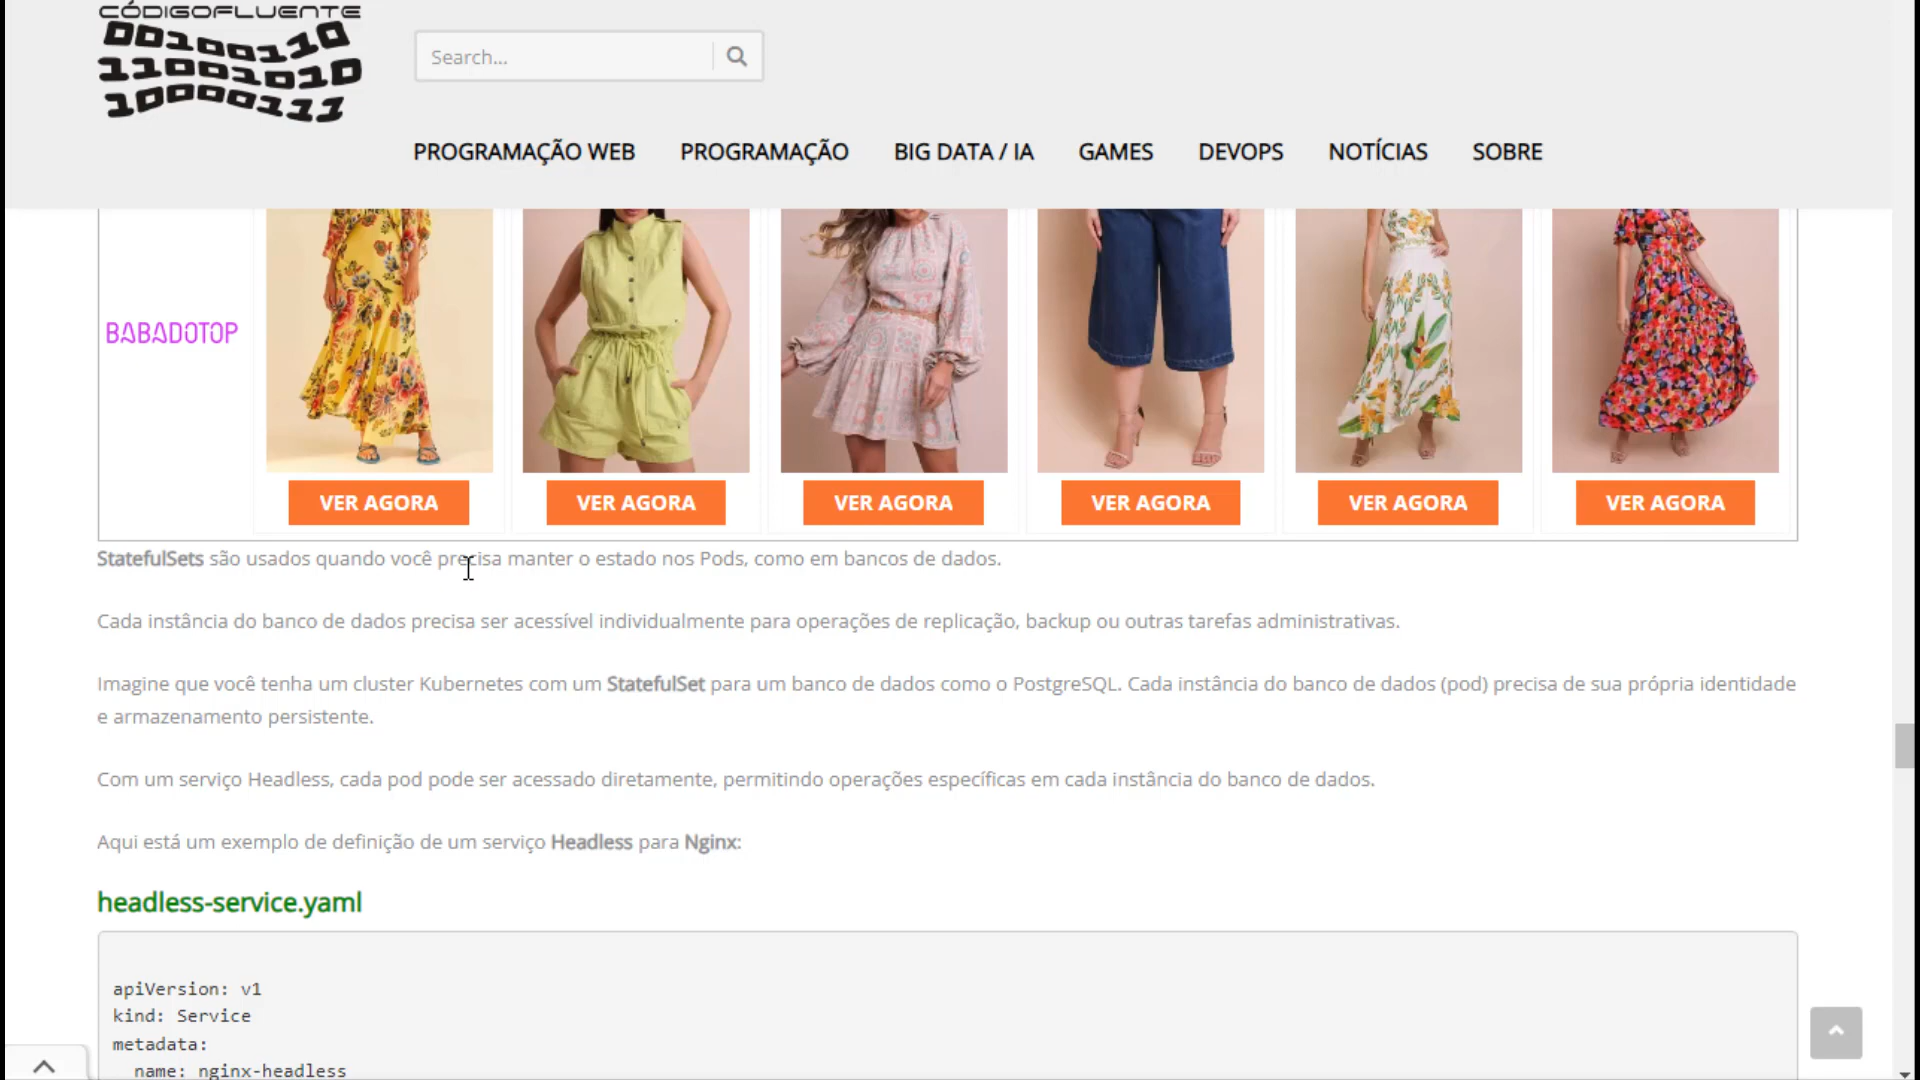 CÓDIGOFLUENTE
00100110
11001010
10000111
Search...
PROGRAMAÇÃO WEB PROGRAMAÇÃO BIG DATA / IA GAMES DEVOPS NOTÍCIAS SOBRE
BABADOTOP
VER AGORA VER AGORA VER AGORA VER AGORA VER AGORA VER AGORA
StatefulSets são usados quando você precisa manter o estado nos Pods, como em bancos de dados.
Cada instância do banco de dados precisa ser acessível individualmente para operações de replicação, backup ou outras tarefas administrativas.
Imagine que você tenha um cluster Kubernetes com um StatefulSet para um banco de dados como o PostgreSQL. Cada instância do banco de dados (pod) precisa de sua própria identidade
e armazenamento persistente.
Com um serviço Headless, cada pod pode ser acessado diretamente, permitindo operações específicas em cada instância do banco de dados.
Aqui está um exemplo de definição de um serviço Headless para Nginx:
headless-service.yaml
apiVersion: v1
kind: Service
metadata:
  name: nginx-headless